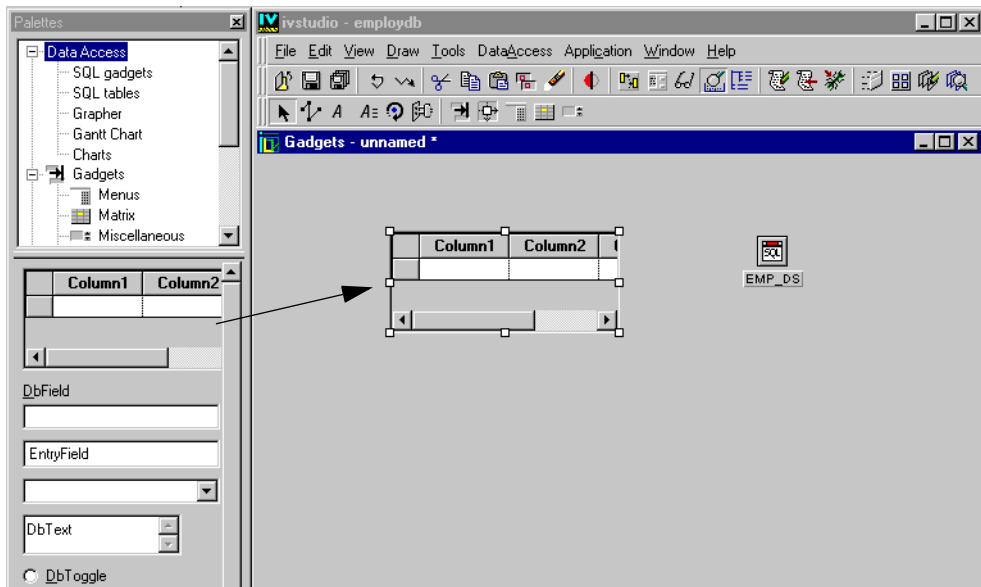 Palettes
Data Access
SQL gadgets
SQL tables
Grapher
Gantt Chart
Charts
Gadgets
Menus
Matrix
Miscellaneous
Column1 Column2
DbField
EntryField
DbText
DbToggle
ivstudio - employdb
File Edit View Draw Tools DataAccess Application Window Help
A A
Gadgets - unnamed *
Column1 Column2
SQL
EMP_DS